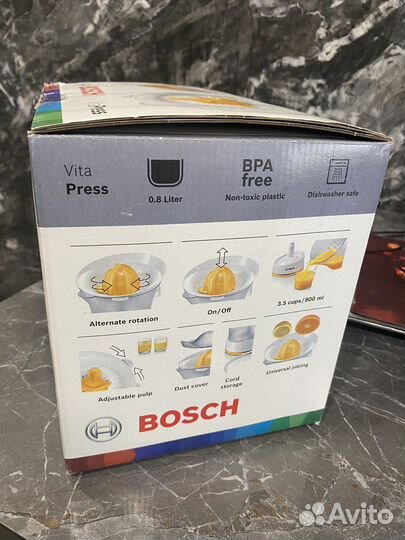 Press
Vita
Press
0.8 Liter
BPA
free
Non-toxic plastic
Dishwasher safe
Alternate rotation
On/Off
3.5 cups/800 ml
Adjustable pulp
Dust cover
Cord
storage
Universal juicing
BOSCH
Avito